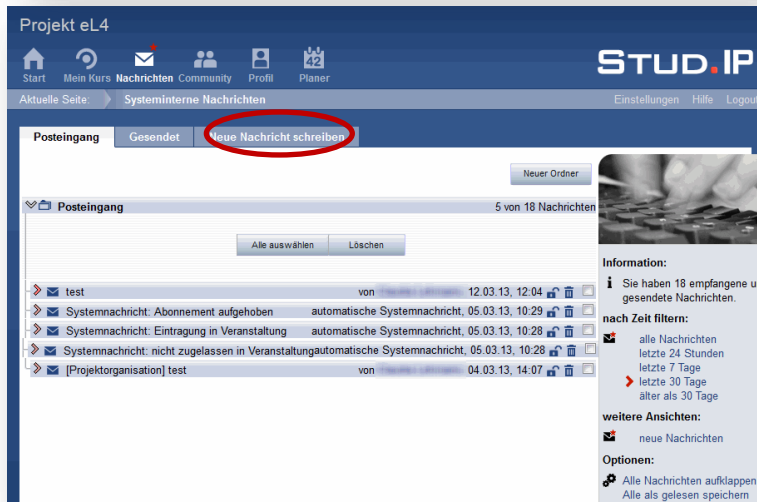 Projekt eL4
42
Start Mein Kurs Nachrichten Community Profil Planer
STUD.IP
Aktuelle Seite: Systeminterne Nachrichten
Einstellungen Hilfe Logout
Posteingang Gesendet Neue Nachricht schreiben
Neuer Ordner
Posteingang 5 von 18 Nachrichten
Alle auswählen Löschen
test von 12.03.13, 12:04
Systemnachricht: Abonnement aufgehoben automatische Systemnachricht, 05.03.13, 10:29
Systemnachricht: Eintragung in Veranstaltung automatische Systemnachricht, 05.03.13, 10:28
Systemnachricht: nicht zugelassen in Veranstaltungautomatische Systemnachricht, 05.03.13, 10:28
[Projektorganisation] test von 04.03.13, 14:07
Information:
Sie haben 18 empfangene u
gesendete Nachrichten.
nach Zeit filtern:
alle Nachrichten
letzte 24 Stunden
letzte 7 Tage
letzte 30 Tage
älter als 30 Tage
weitere Ansichten:
neue Nachrichten
Optionen:
Alle Nachrichten aufklappen
Alle als gelesen speichern